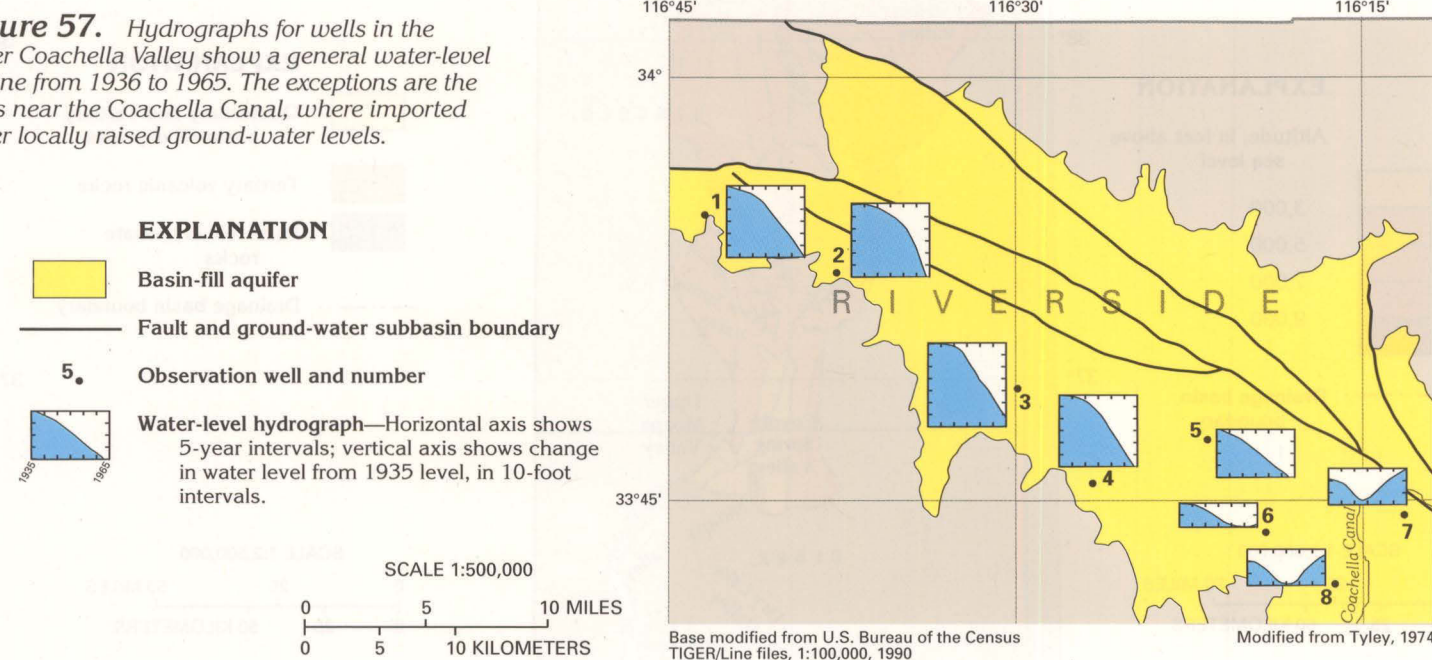 ure 57. Hydrographs for wells in the
er Coachella Valley show a general water-level
ne from 1936 to 1965. The exceptions are the
s near the Coachella Canal, where imported
er locally raised ground-water levels.
EXPLANATION
Basin-fill aquifer
Fault and ground-water subbasin boundary
5
Observation well and number
Water-level hydrograph—Horizontal axis shows
5-year intervals; vertical axis shows change
in water level from 1935 level, in 10-foot
intervals.
1935
1965
SCALE 1:500,000
0 5 10 MILES
0 5 10 KILOMETERS
116°45' 116°30' 116°15'
34°
33°45'
1
2
RIVERSIDE
3
4
5
6
7
8
Coachella Canal
Base modified from U.S. Bureau of the Census
TIGER/Line files, 1:100,000, 1990
Modified from Tyley, 1974